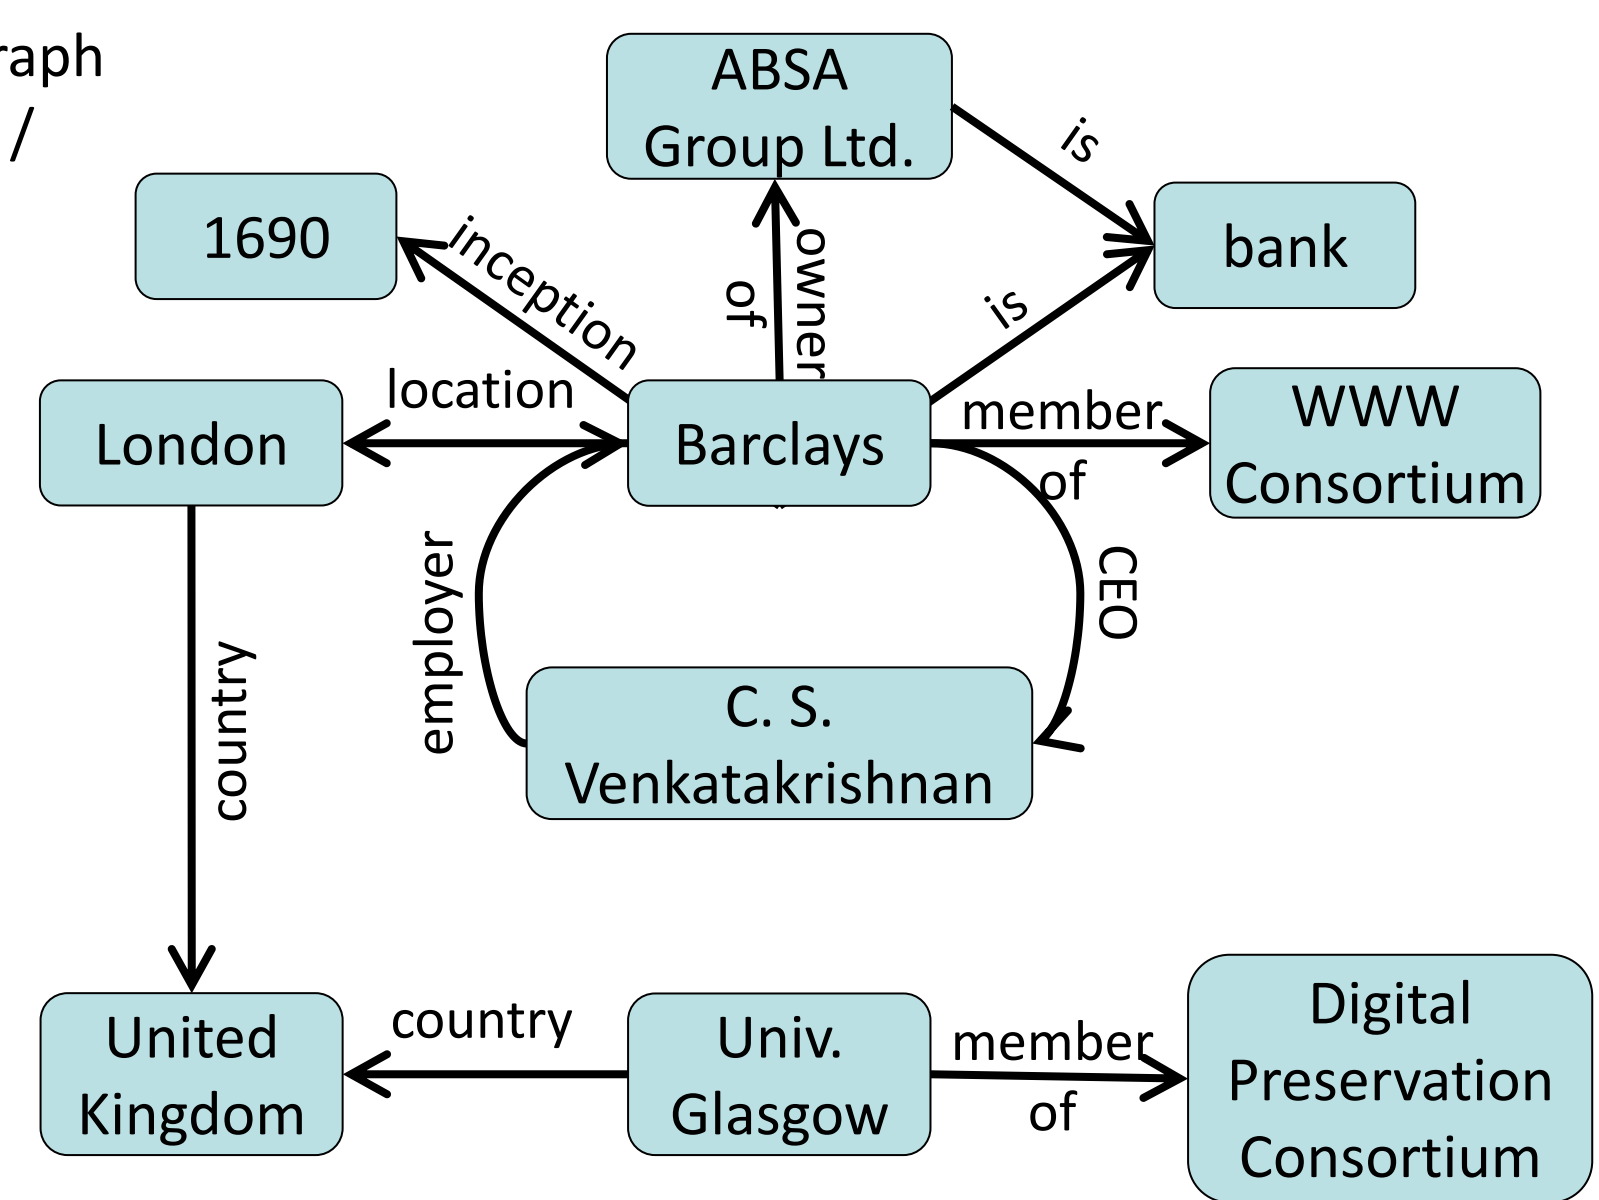 raph
/
ABSA
Group Ltd.
is
1690
inception
owner
of
is
bank
London
location
Barclays
member
of
WWW
Consortium
employer
CEO
country
C. S.
Venkatakrishnan
United
Kingdom
country
Univ.
Glasgow
member
of
Digital
Preservation
Consortium